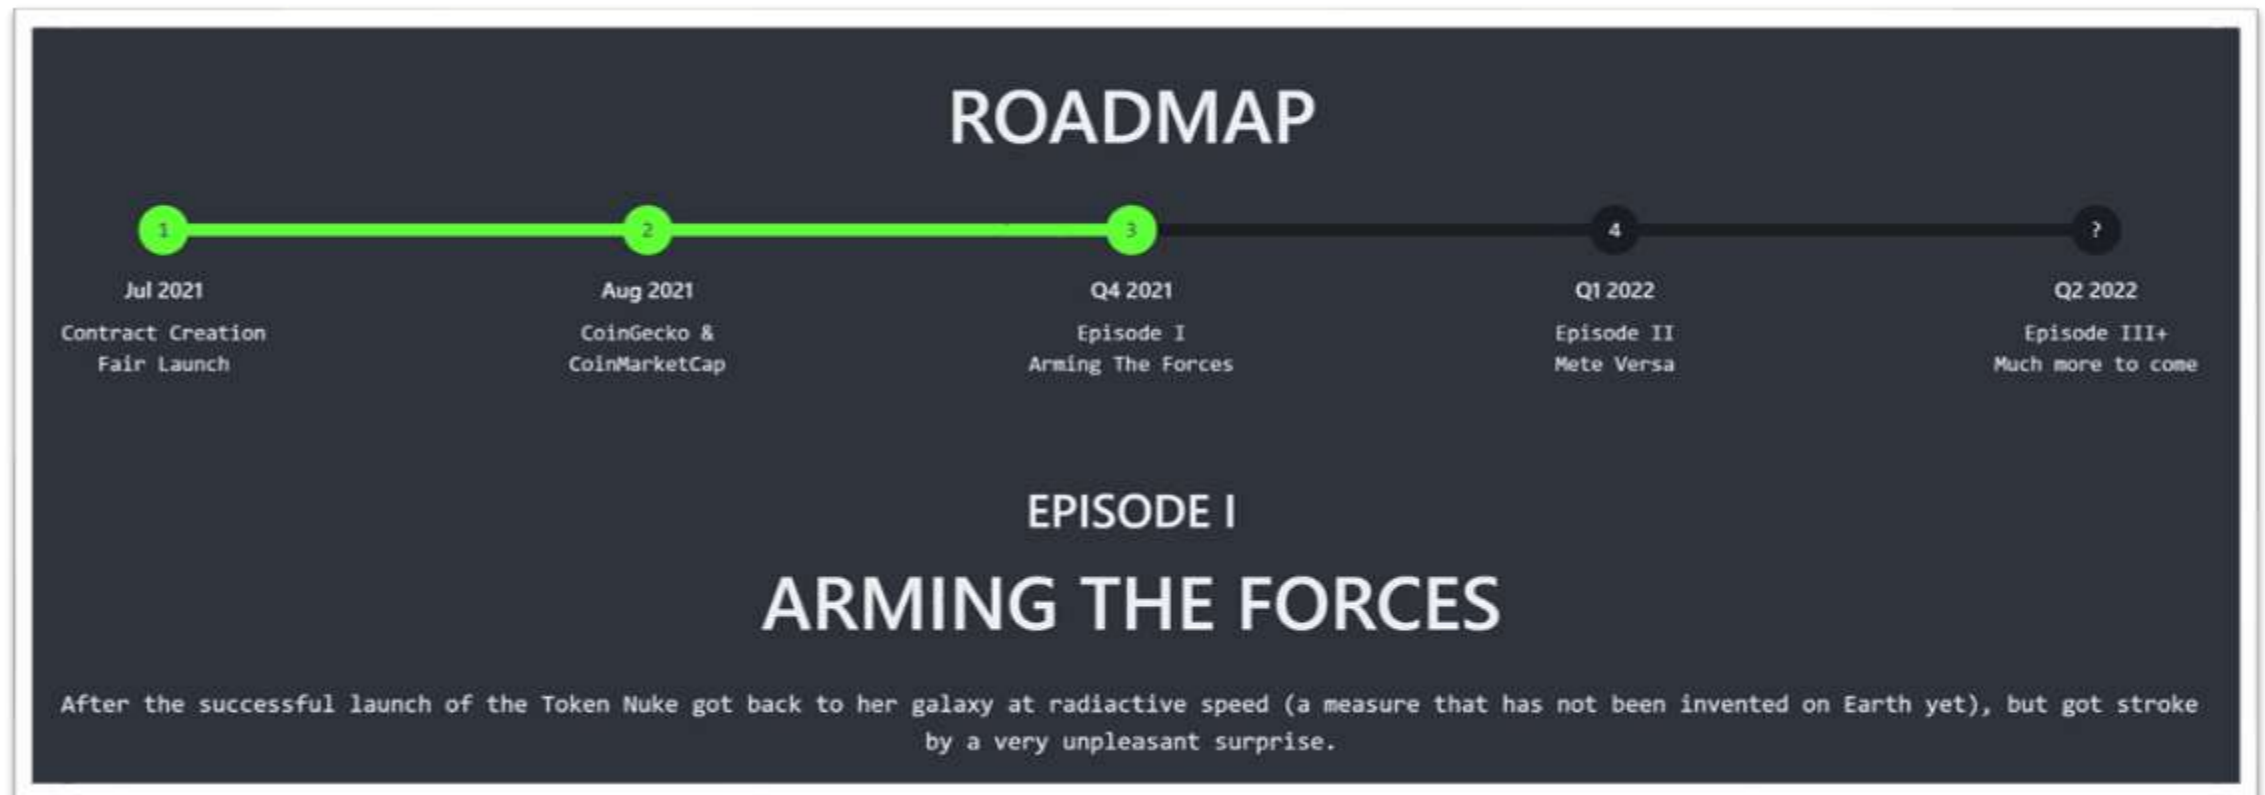 ROADMAP
1
2
3
4
?
Jul 2021
Aug 2021
Q4 2021
Q1 2022
Q2 2022
Contract Creation
Fair Launch
CoinGecko &
CoinMarketCap
Episode I
Arming The Forces
Episode II
Mete Versa
Episode III+
Much more to come
EPISODE I
ARMING THE FORCES
After the successful launch of the Token Nuke got back to her galaxy at radiactive speed (a measure that has not been invented on Earth yet), but got stroke
by a very unpleasant surprise.